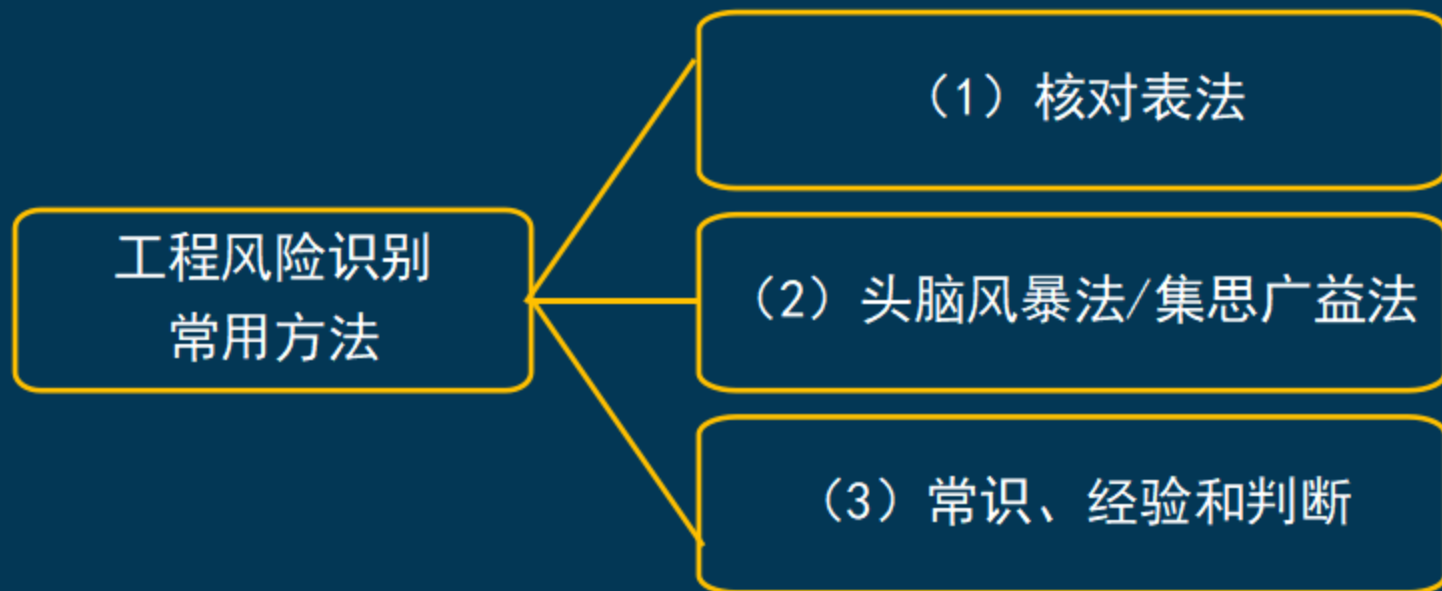 工程风险识别
常用方法
（1）核对表法
（2）头脑风暴法/集思广益法
（3）常识、经验和判断